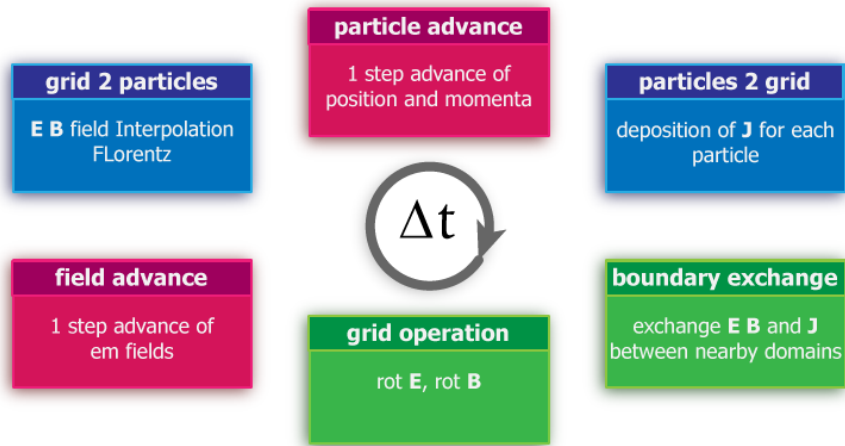 particle advance
1 step advance of
position and momenta
grid 2 particles
E B field Interpolation
FLorentz
particles 2 grid
deposition of J for each
particle
Δt
field advance
1 step advance of
em fields
grid operation
rot E, rot B
boundary exchange
exchange E B and J
between nearby domains